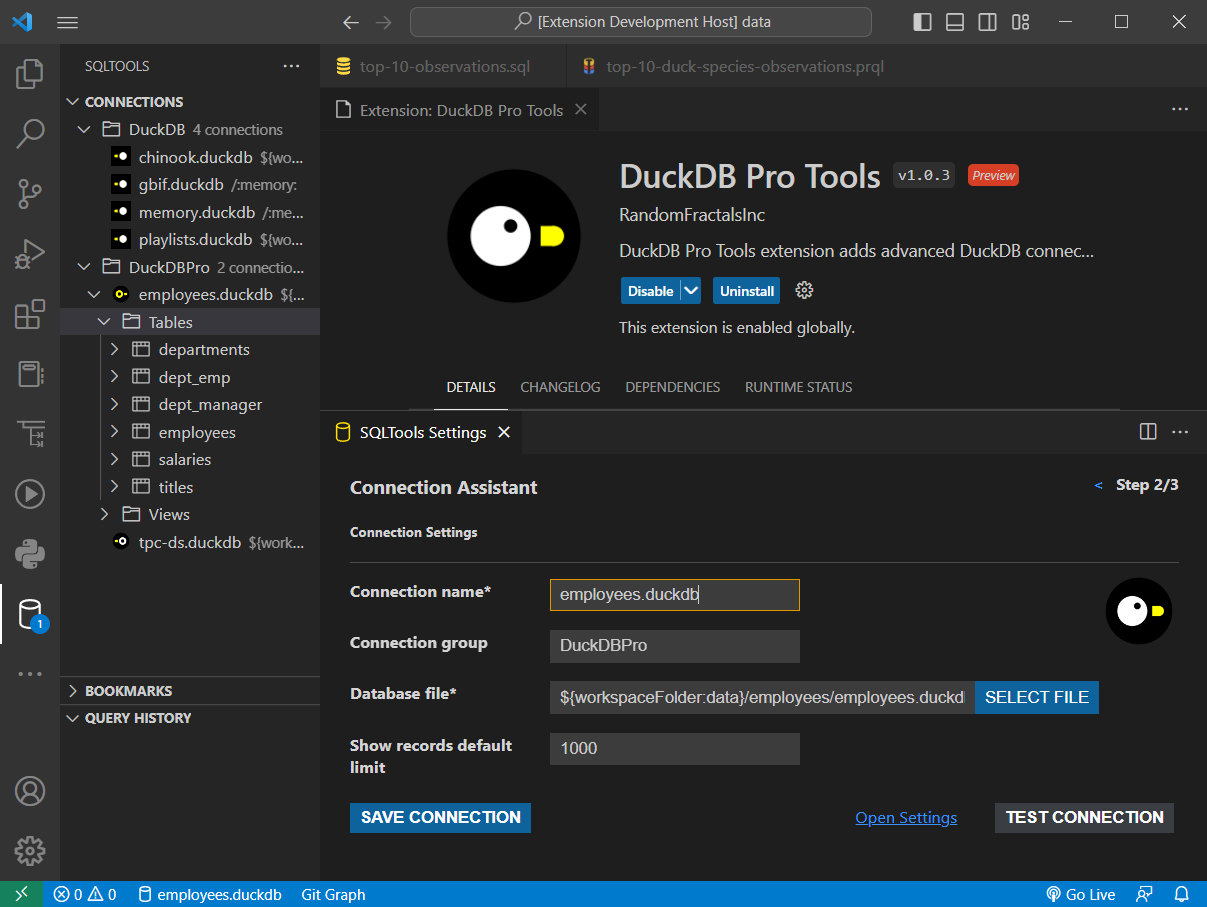 [Extension Development Host] data
SQLTOOLS
CONNECTIONS
DuckDB 4 connections
chinook.duckdb ${wo...
gbif.duckdb /:memory:
memory.duckdb /:me...
playlists.duckdb ${wo...
DuckDBPro 2 connectio...
employees.duckdb ${...
Tables
departments
dept_emp
dept_manager
employees
salaries
titles
Views
tpc-ds.duckdb ${work...
BOOKMARKS
QUERY HISTORY
1
top-10-observations.sql
top-10-duck-species-observations.prql
Extension: DuckDB Pro Tools
DuckDB Pro Tools v1.0.3 Preview
RandomFractalsInc
DuckDB Pro Tools extension adds advanced DuckDB connec...
Disable Uninstall
This extension is enabled globally.
DETAILS CHANGELOG DEPENDENCIES RUNTIME STATUS
SQLTools Settings
Connection Assistant < Step 2/3
Connection Settings
Connection name* employees.duckdb
Connection group DuckDBPro
Database file* ${workspaceFolder:data}/employees/employees.duckd SELECT FILE
Show records default
limit
1000
SAVE CONNECTION Open Settings TEST CONNECTION
0 0 employees.duckdb Git Graph Go Live